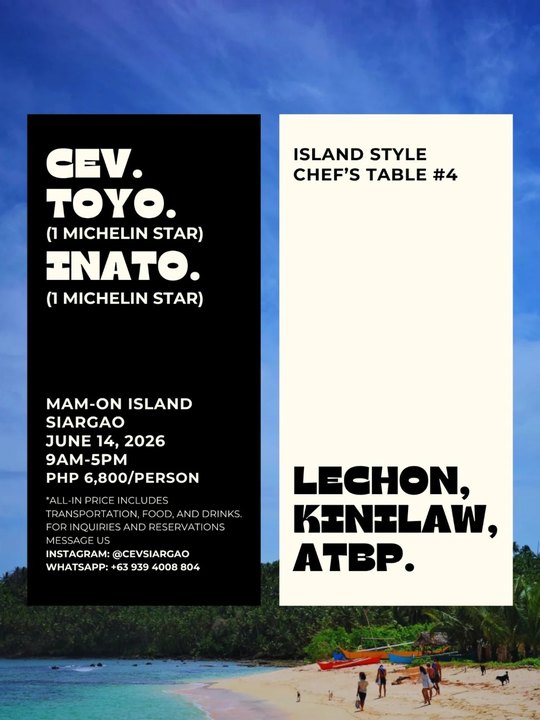 CEV.
TOYO.
(1 MICHELIN STAR)
INATO.
(1 MICHELIN STAR)
MAM-ON ISLAND
SIARGAO
JUNE 14, 2026
9AM-5PM
PHP 6,800/PERSON
*ALL-IN PRICE INCLUDES
TRANSPORTATION, FOOD, AND DRINKS.
FOR INQUIRIES AND RESERVATIONS
MESSAGE US
INSTAGRAM: @CEVSIARGAO
WHATSAPP: +63 939 4008 804
ISLAND STYLE
CHEF'S TABLE #4
LECHON,
KINILAW,
ATBP.